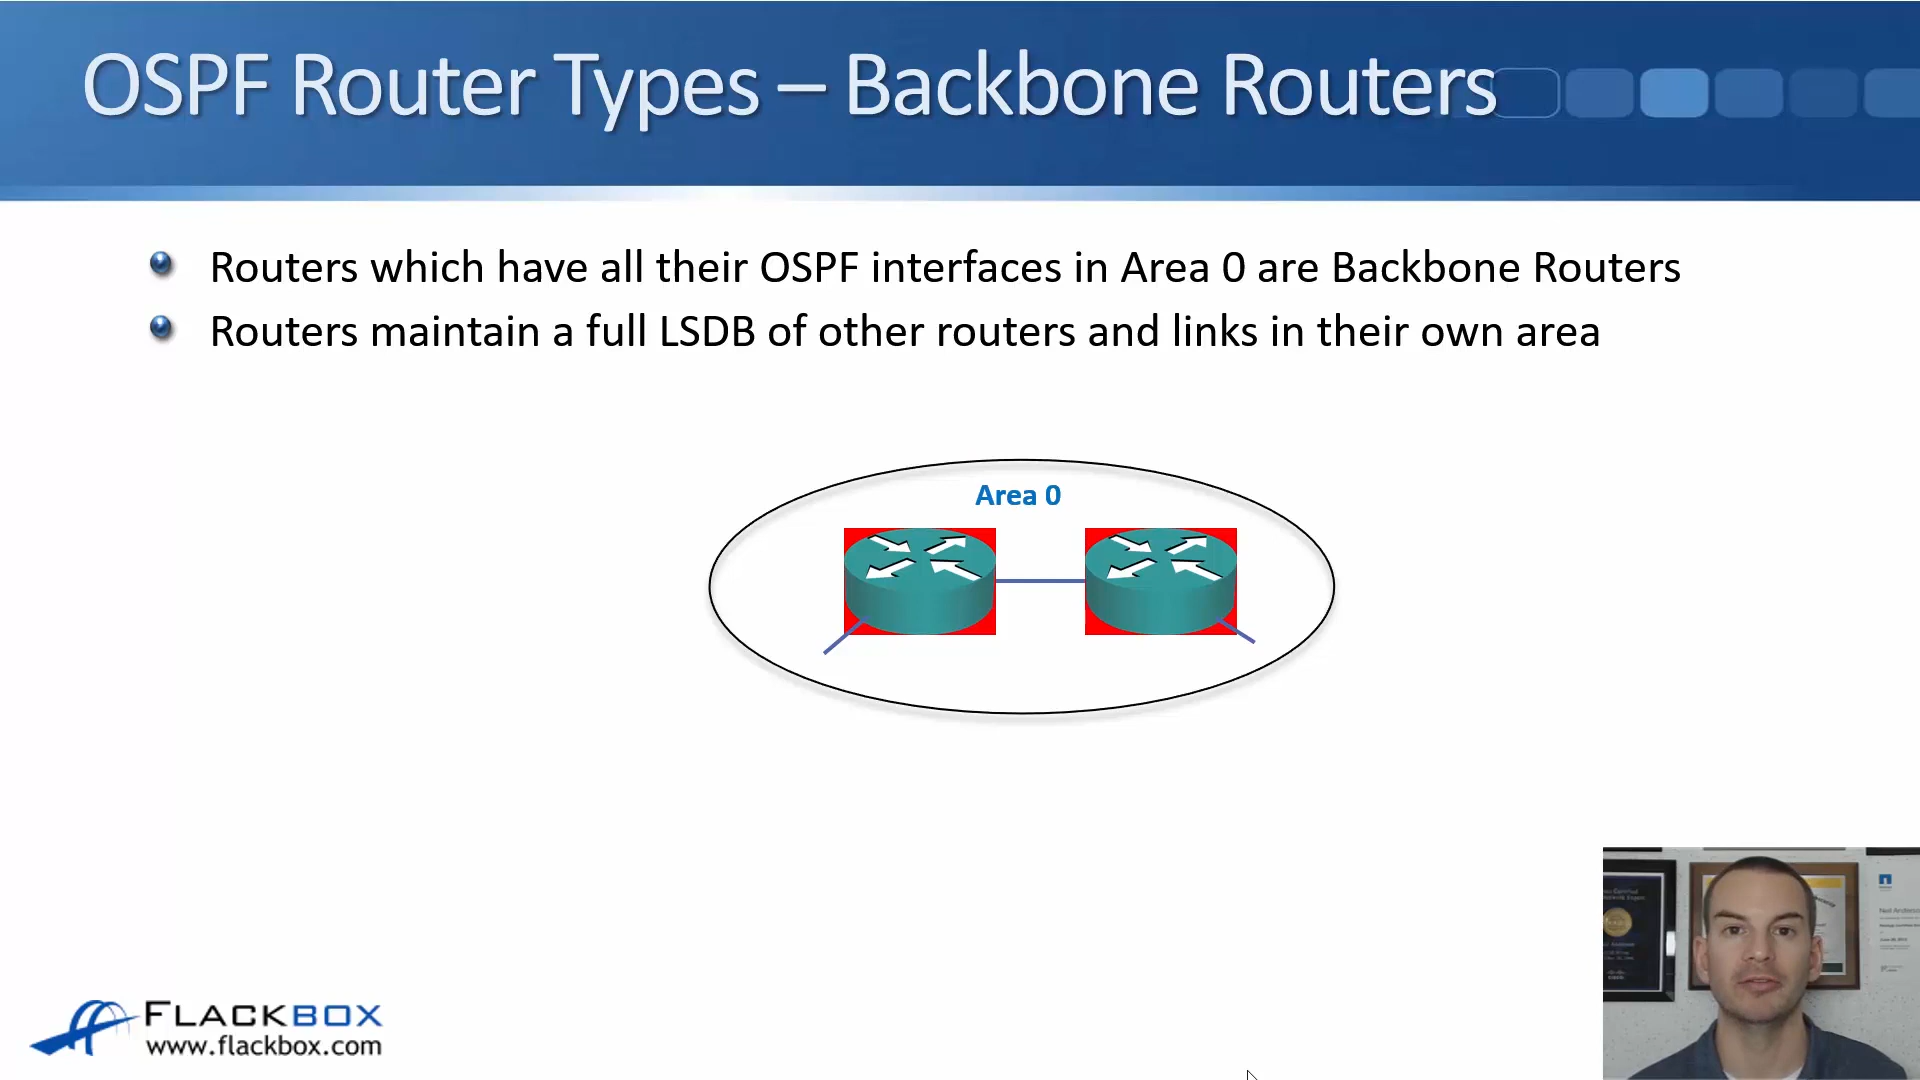 OSPF Router Types – Backbone Routers
Routers which have all their OSPF interfaces in Area 0 are Backbone Routers
Routers maintain a full LSDB of other routers and links in their own area
Area 0
FLACKBOX
www.flackbox.com